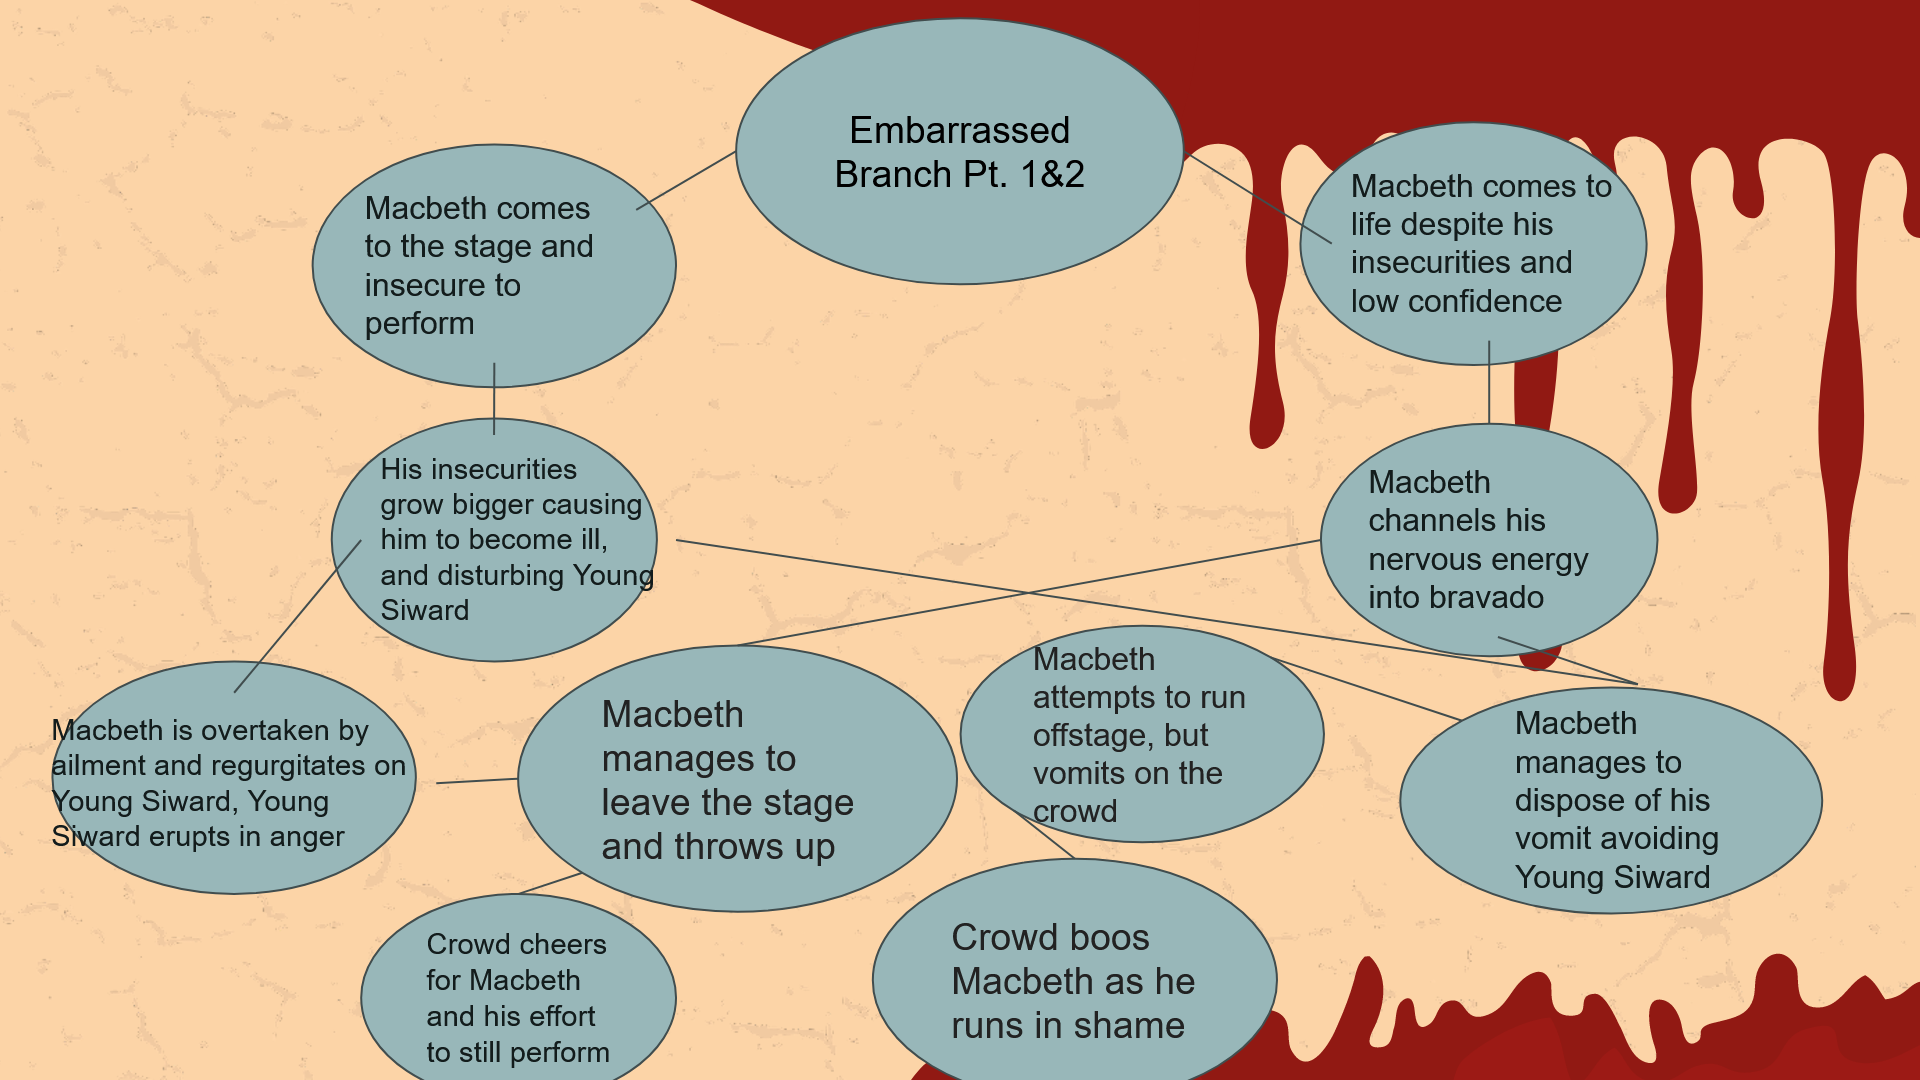 Embarrassed
Branch Pt. 1&2
Macbeth comes
to the stage and
insecure to
perform
Macbeth comes to
life despite his
insecurities and
low confidence
His insecurities
grow bigger causing
him to become ill,
and disturbing Young
Siward
Macbeth
channels his
nervous energy
into bravado
Macbeth is overtaken by
ailment and regurgitates on
Young Siward, Young
Siward erupts in anger
Macbeth
manages to
leave the stage
and throws up
Macbeth
attempts to run
offstage, but
vomits on the
crowd
Macbeth
manages to
dispose of his
vomit avoiding
Young Siward
Crowd cheers
for Macbeth
and his effort
to still perform
Crowd boos
Macbeth as he
runs in shame